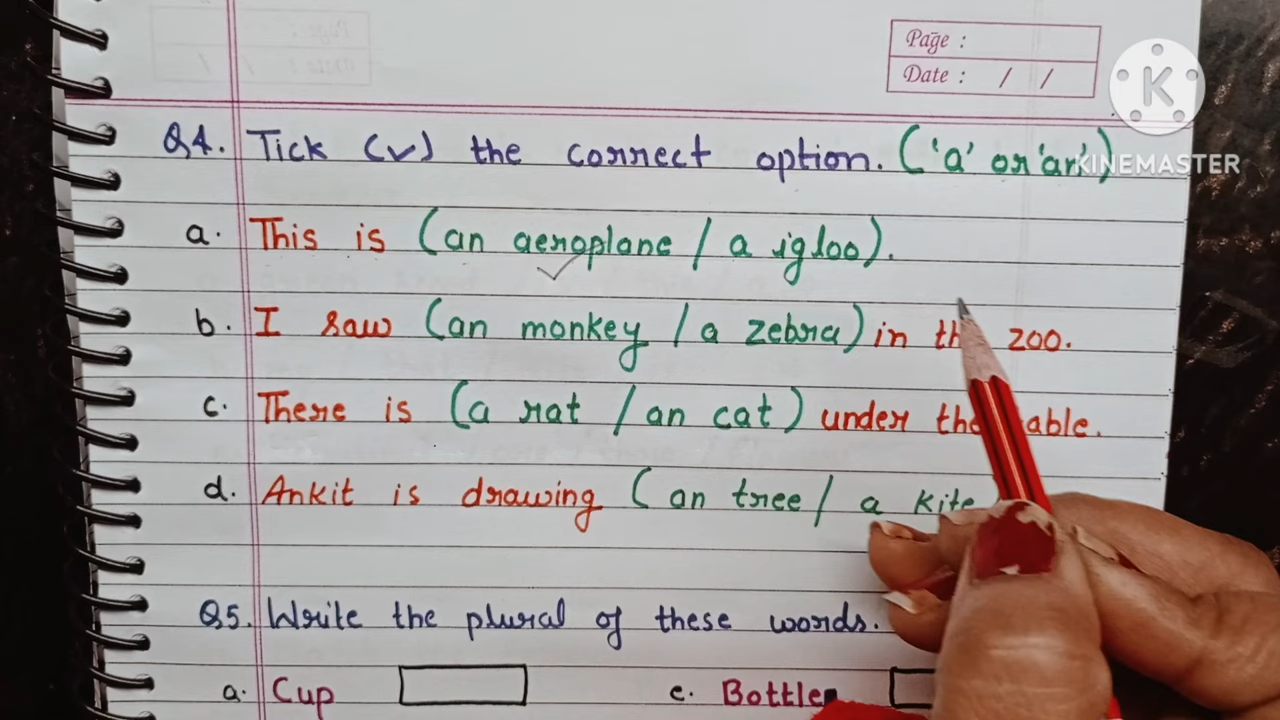 Page :
Date : / /
K
KINEMASTER
Q4. Tick (✓) the correct option. ('a' or 'an')
a. This is (an aeroplane / a igloo).
b. I saw (an monkey / a zebra) in the zoo.
c. There is (a rat / an cat) under the table.
d. Ankit is drawing (an tree / a kite
Q5. Write the plural of these words.
a. Cup e. Bottle